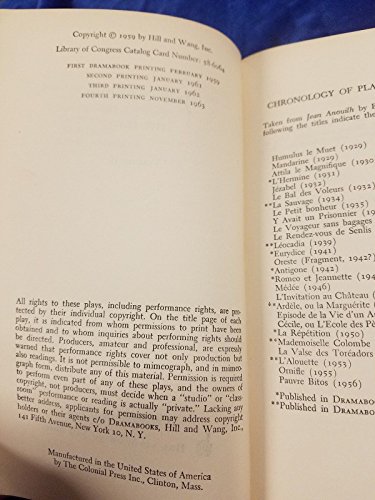 Copyright © 1959 by Hill and Wang, Inc.
Library of Congress Catalog Card Number: 58-6064
FIRST DRAMABOOK PRINTING FEBRUARY 1959
SECOND PRINTING JANUARY 1961
THIRD PRINTING JANUARY 1962
FOURTH PRINTING NOVEMBER 1963
All rights to these plays, including performance rights, are pro-
tected by their individual copyright. On the title page of each
play, it is indicated from whom permissions to print have been
obtained and to whom inquiries about performing rights should
be directed. Producers, amateur and professional, are expressly
warned that performance rights cover not only production but
also readings. It is not permissible to mimeograph, and in mimeo-
graph form, distribute any of this material. Permission is required
to perform even part of any of these plays, and the owners of
copyright, not producers, must decide when a "studio" or "class-
room" performance or reading is actually "private." Lacking any
better address, applicants for permission may address copyright
holders or their agents c/o DRAMABOOKS, Hill and Wang, Inc.,
141 Fifth Avenue, New York 10, N. Y.
Manufactured in the United States of America
by The Colonial Press Inc., Clinton, Mass.
CHRONOLOGY OF PLA
Taken from Jean Anouilh by
following the titles indicate the
Humulus le Muet (1929)
Mandarine (1929)
Attila le Magnifique (1930)
*L'Hermine (1931)
Jézabel (1932)
Le Bal des Voleurs (1932)
**La Sauvage (1934)
Le Petit bonheur (1935)
Y Avait un Prisonnier (1935)
Le Voyageur sans bagages
Le Rendez-vous de Senlis
**Léocadia (1939)
*Eurydice (1941)
Oreste (Fragment, 1942?
*Antigone (1942)
*Romeo et Jeannette (1945)
*Médée (1946)
L'Invitation au Château (
**Ardèle, ou la Marguerite (
Episode de la Vie d'un A
Cécile, ou L'Ecole des Pè
*La Répétition (1950)
**Mademoiselle Colombe
La Valse des Toréadors
**L'Alouette (1953)
Ornifle (1955)
Pauvre Bitos (1956)
*Published in DRAMABO
**Published in DRAMABO